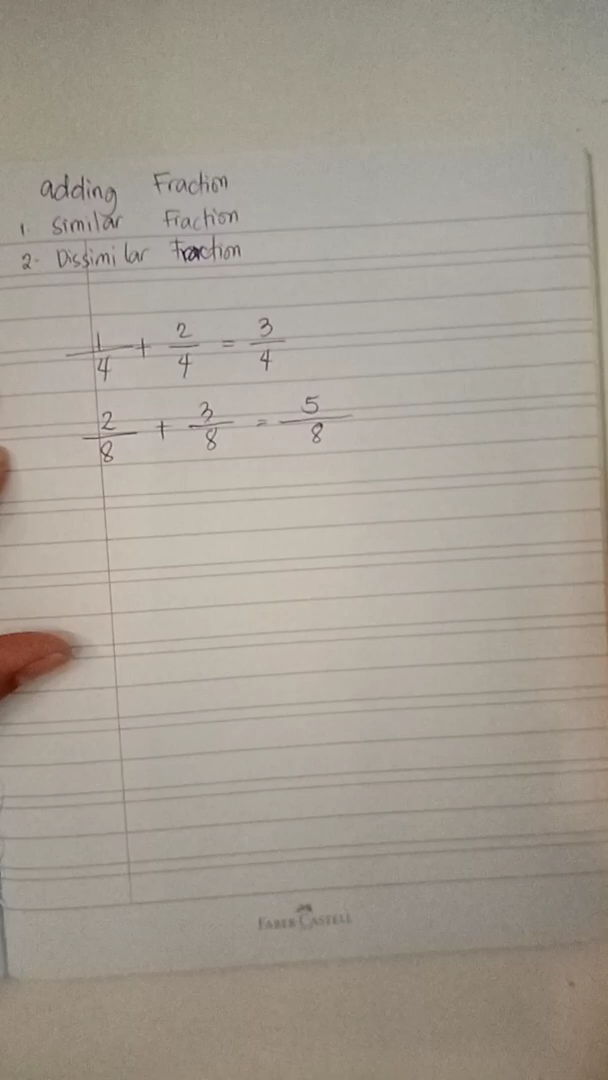 adding Fraction
1. similar Fraction
2. Dissimilar Fraction
1/4 + 2/4 = 3/4
2/8 + 3/8 = 5/8
FABER-CASTELL